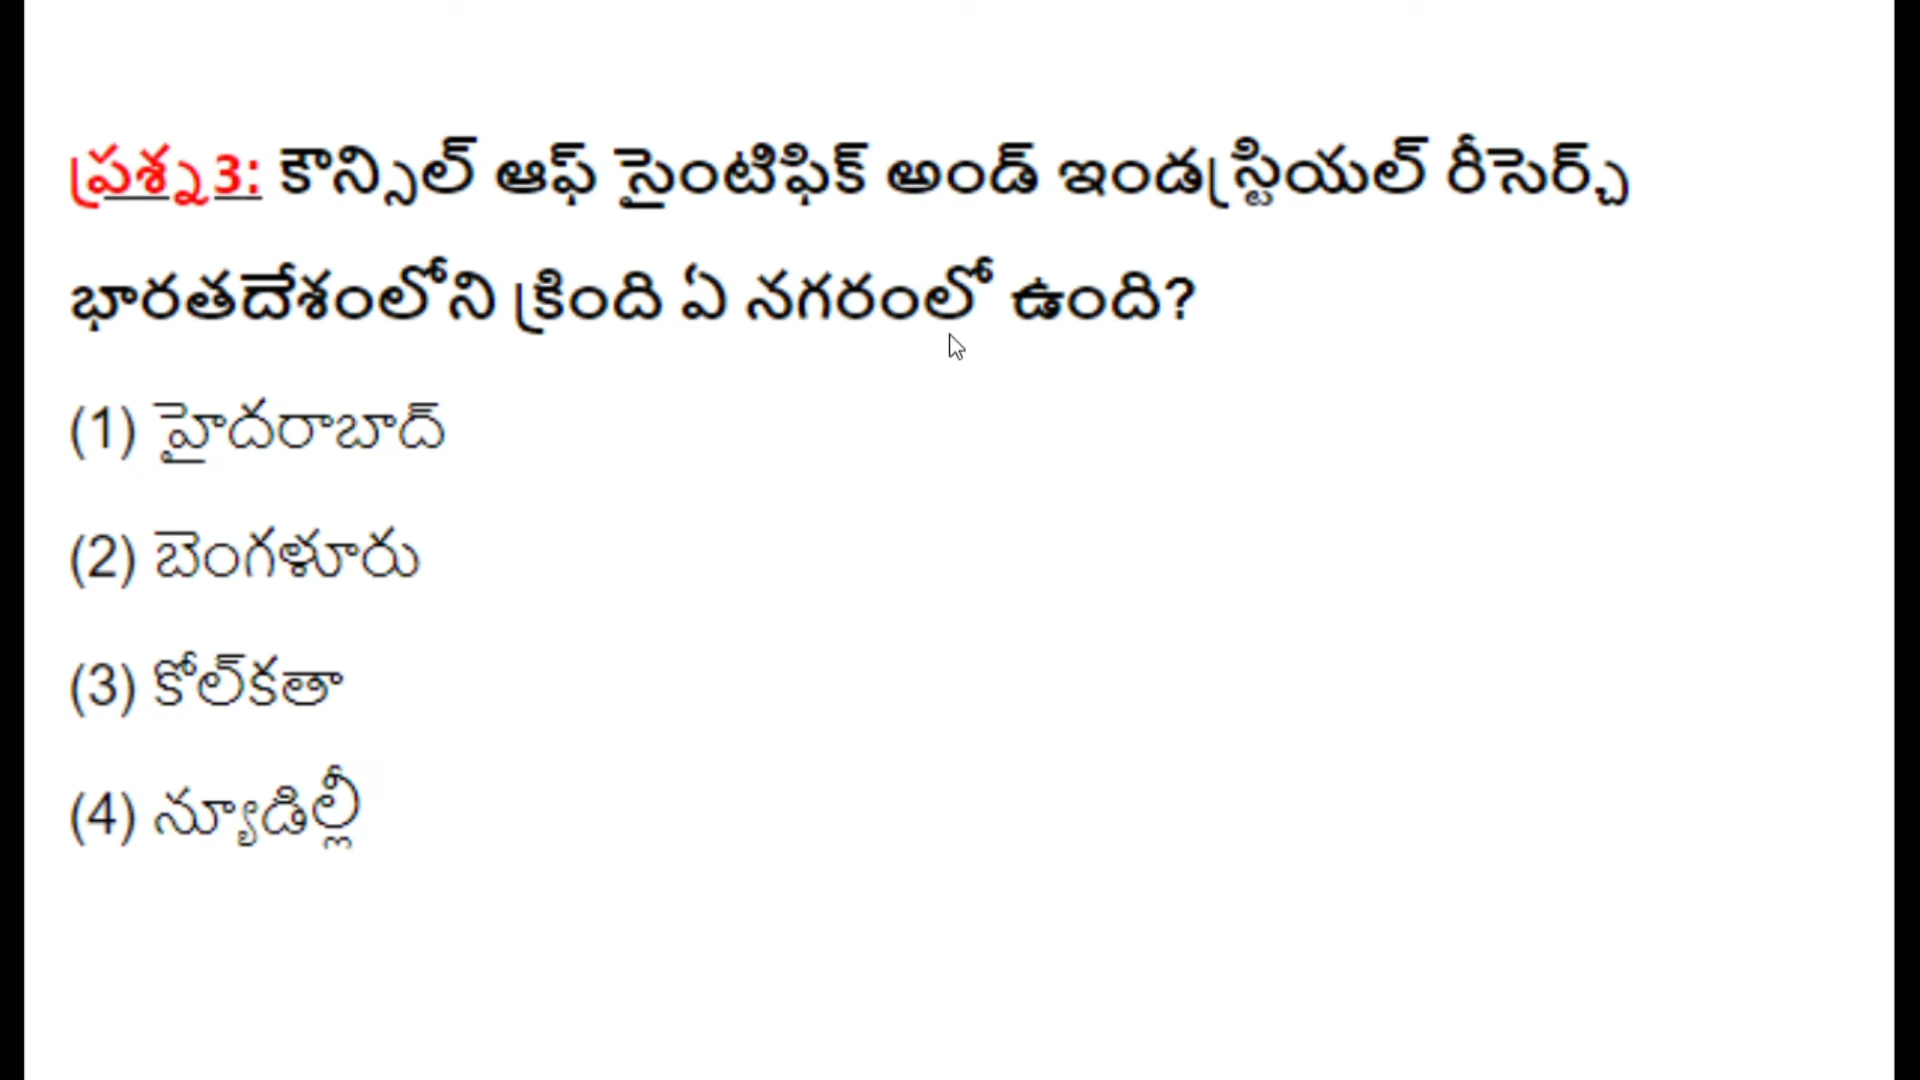 ప్రశ్న3: కౌన్సిల్ ఆఫ్ సైంటిఫిక్ అండ్ ఇండస్ట్రియల్ రీసెర్చ్
భారతదేశంలోని క్రింది ఏ నగరంలో ఉంది?
(1) హైదరాబాద్
(2) బెంగళూరు
(3) కోల్‌కతా
(4) న్యూడిల్లీ